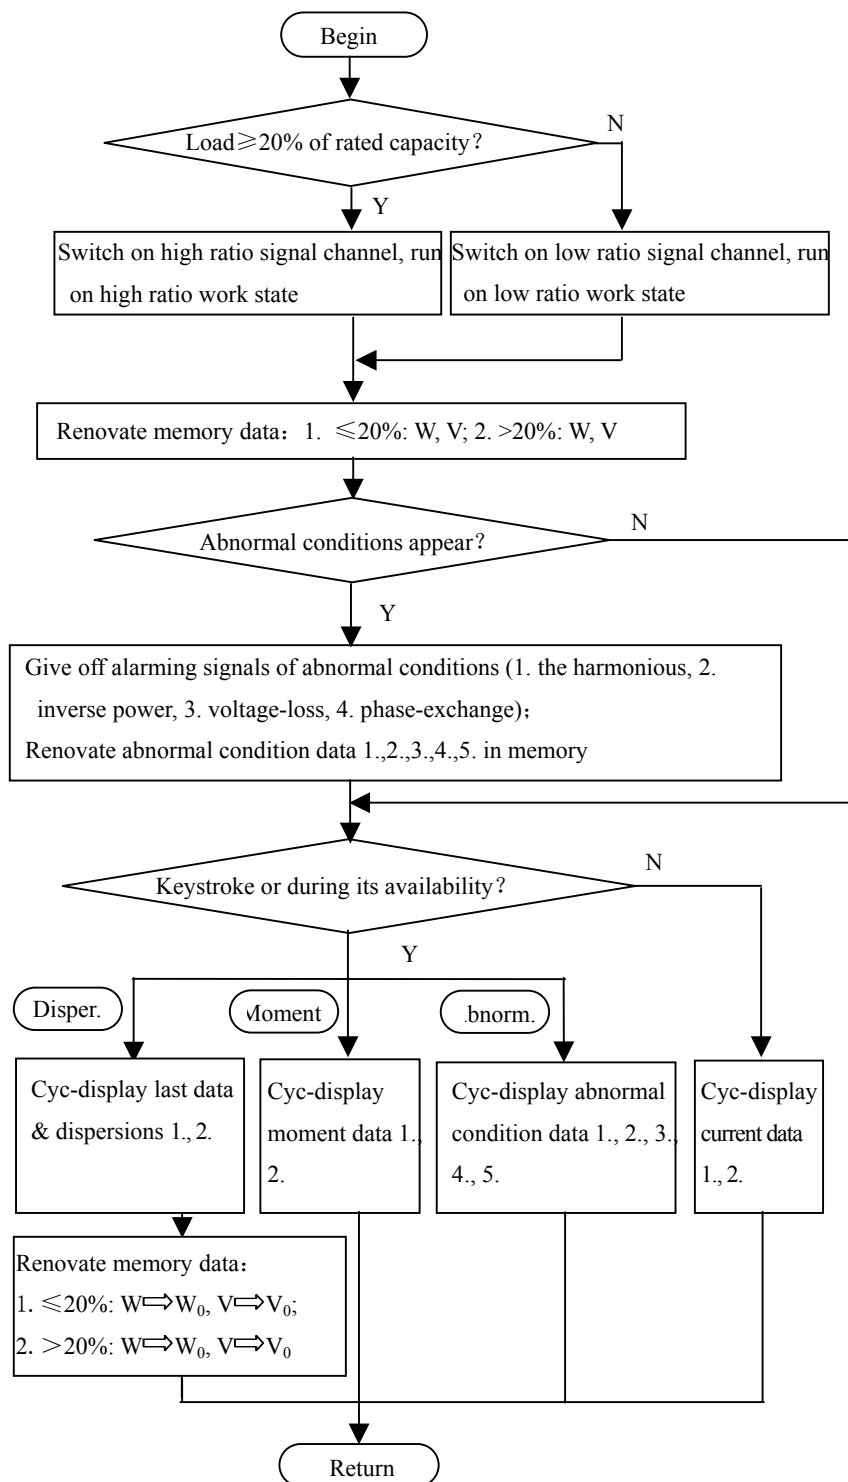 Begin
Load≥20% of rated capacity?
N
Y
Switch on high ratio signal channel, run
on high ratio work state
Switch on low ratio signal channel, run
on low ratio work state
Renovate memory data: 1. ≤20%: W, V; 2. >20%: W, V
Abnormal conditions appear?
N
Y
Give off alarming signals of abnormal conditions (1. the harmonious, 2.
inverse power, 3. voltage-loss, 4. phase-exchange);
Renovate abnormal condition data 1.,2.,3.,4.,5. in memory
Keystroke or during its availability?
N
Y
Disper.
Moment
bnorm.
Cyc-display last data
& dispersions 1., 2.
Cyc-display
moment data 1.,
2.
Cyc-display abnormal
condition data 1., 2., 3.,
4., 5.
Cyc-display
current data
1., 2.
Renovate memory data:
1. ≤20%: W⇨W₀, V⇨V₀;
2. >20%: W⇨W₀, V⇨V₀
Return